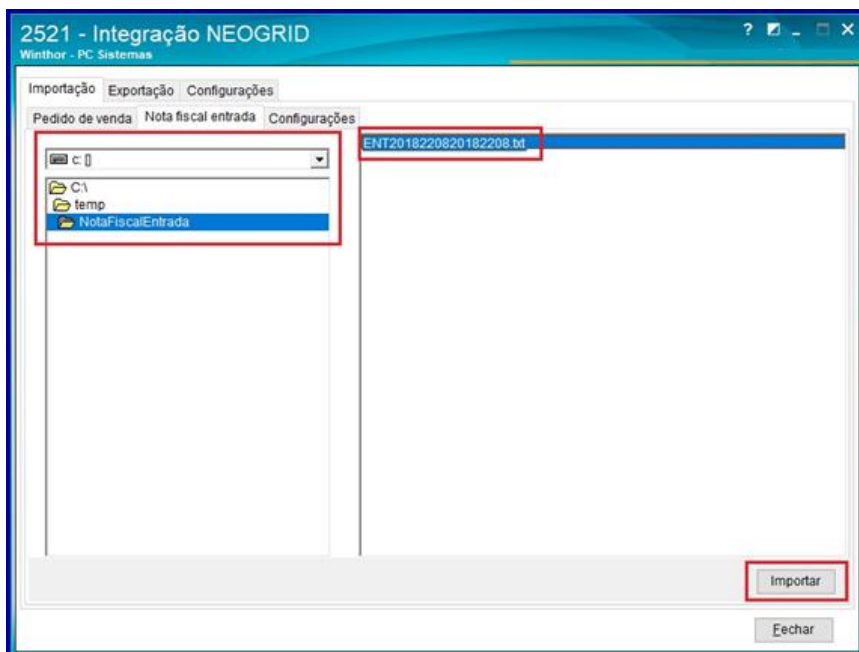 2521 - Integração NEOGRID
Winthor - PC Sistemas
?
Importação Exportação Configurações
Pedido de venda Nota fiscal entrada Configurações
c: []
C:\
temp
NotaFiscalEntrada
ENT2018220820182208.txt
Importar
Fechar